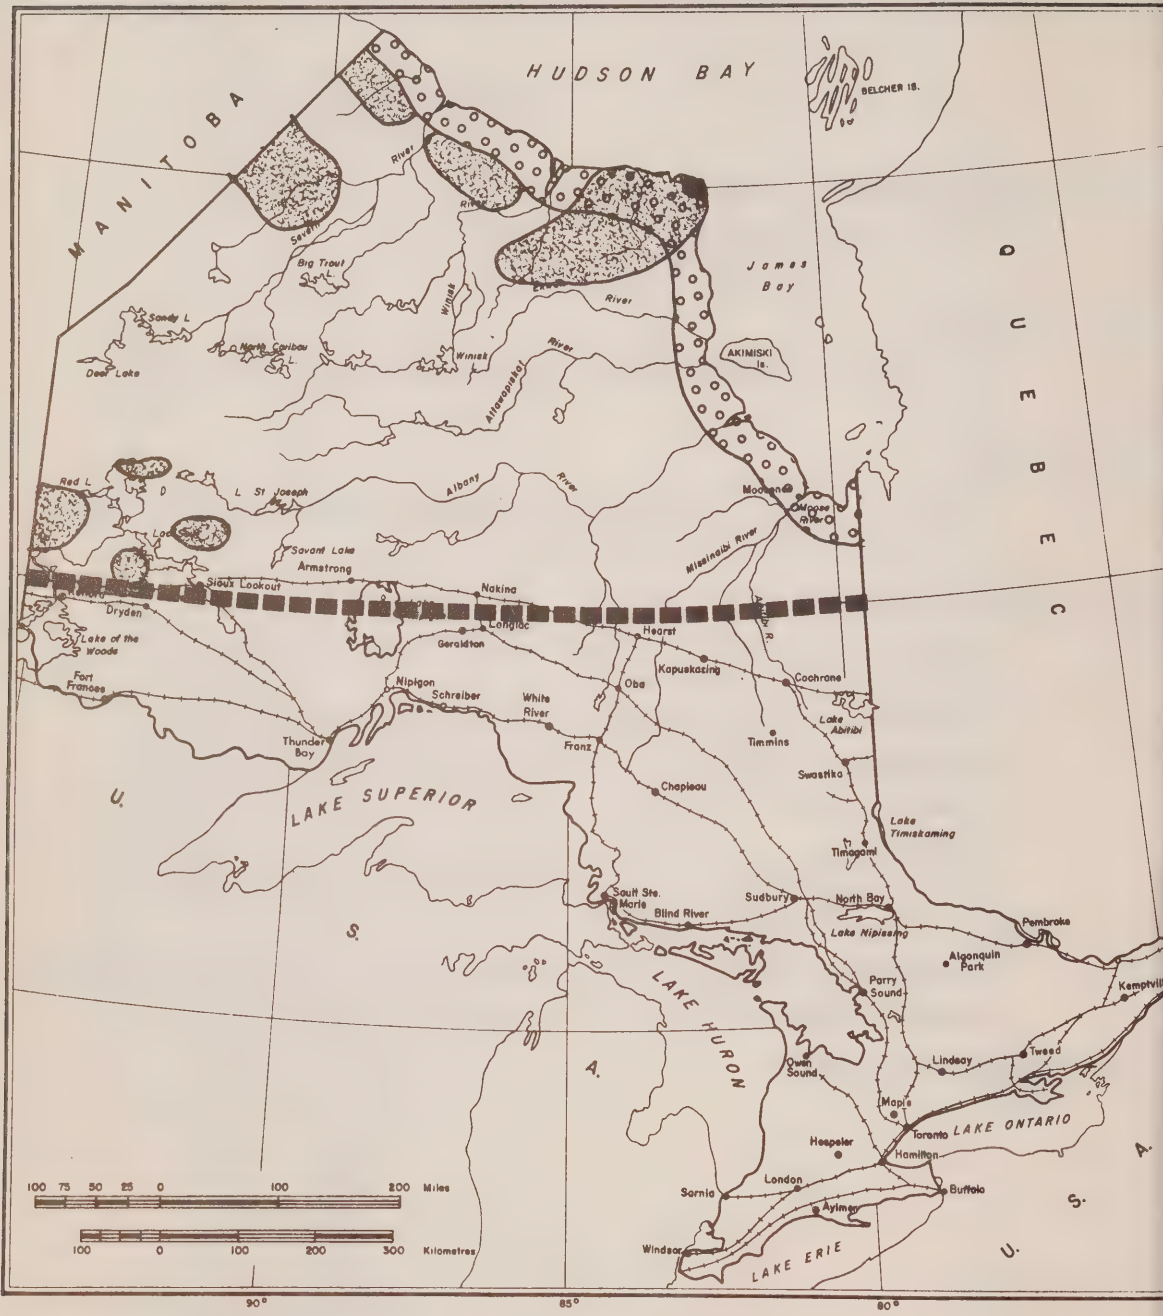 HUDSON BAY
BELCHER IS.
MANITOBA
River
Severn
Big Trout
L.
Winisk
River
James
Bay
QUEBEC
Sandy L
North Caribou
L.
Deer Lake
Winisk
River
AKIMISKI
Is.
Attawapiskat
Red L
D
L St Joseph
Albany
River
Moosonee
Moose
River
Missinaibi River
Savant Lake
Armstrong
Sioux Lookout
Nakina
Kenora
Dryden
Abitibi R.
Lake of the
Woods
Longlac
Geraldton
Hearst
Kapuskasing
Fort
Frances
Nipigon
Schreiber
White
River
Oba
Cochrane
Lake
Abitibi
Thunder
Bay
Franz
Timmins
Swastika
U.
LAKE SUPERIOR
Chapleau
Lake
Timiskaming
Timagami
Sault Ste.
Marie
Blind River
Sudbury
North Bay
Lake Nipissing
Pembroke
S.
Algonquin
Park
Kemptvill
LAKE HURON
Parry
Sound
A.
Owen
Sound
Lindsay
Tweed
Maple
Toronto
LAKE ONTARIO
Hespeler
Hamilton
A.
London
Sarnia
Buffalo
S.
Aylmer
Windsor
LAKE ERIE
U.
100 75 50 25 0 100 200 Miles
100 0 100 200 300 Kilometres
90° 85° 80°